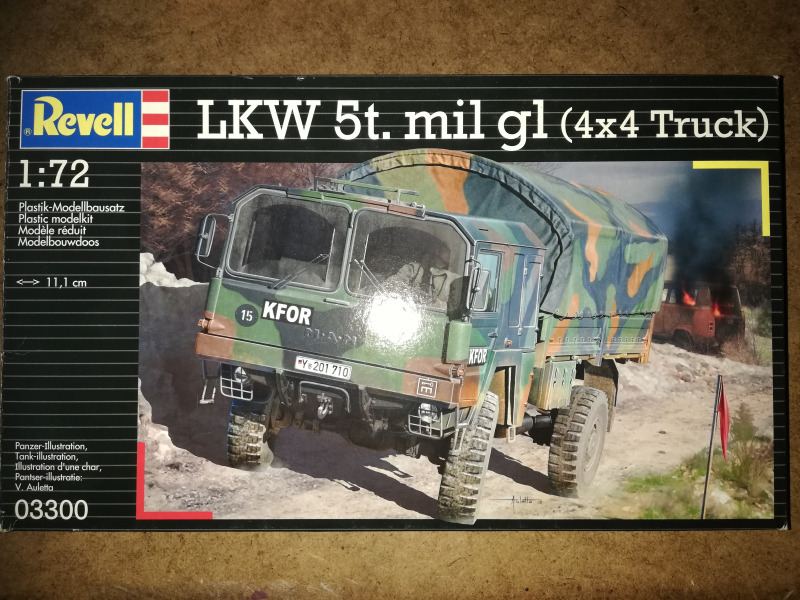 ® Revell
LKW 5t. mil gl (4x4 Truck)
1:72
Plastik-Modellbausatz
Plastic modelkit
Modèle réduit
Modelbouwdoos
<--> 11,1 cm
15
KFOR
M·A·N
KFOR
Y 201 710
Panzer-Illustration,
Tank-illustration,
Illustration d'une char,
Pantser-illustratie:
V. Auletta
03300
Auletta